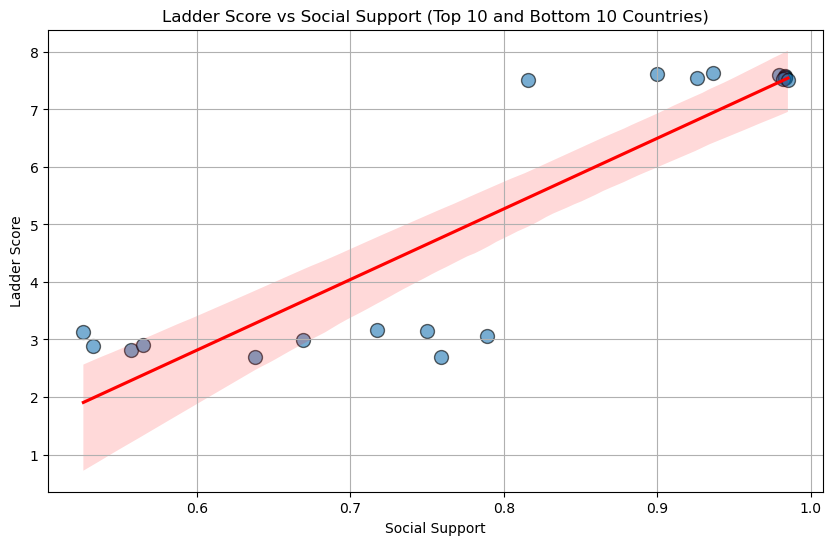 Ladder Score vs Social Support (Top 10 and Bottom 10 Countries)
8
7
6
5
4
3
2
1
Ladder Score
0.6 0.7 0.8 0.9 1.0
Social Support